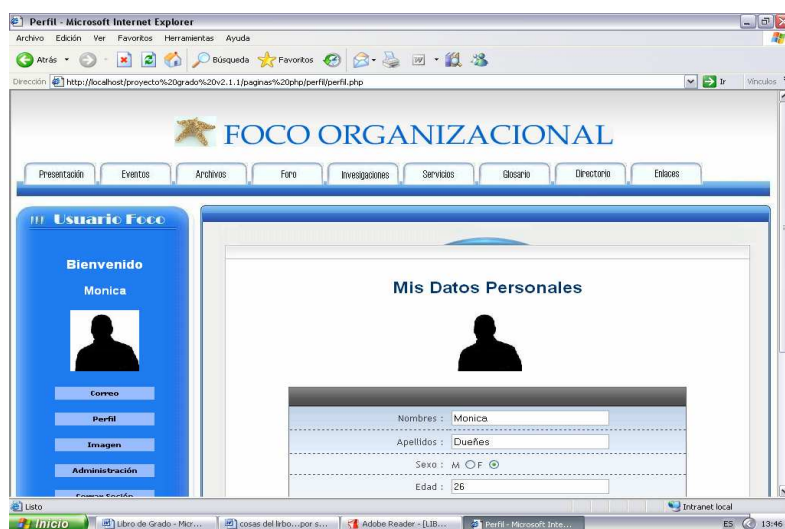 Perfil - Microsoft Internet Explorer
Archivo Edición Ver Favoritos Herramientas Ayuda
Atrás Búsqueda Favoritos
Dirección http://localhost/proyecto%20grado%20v2.1.1/paginas%20php/perfil/perfil.php Ir Vínculos
FOCO ORGANIZACIONAL
Presentación Eventos Archivos Foro Invesigaciones Servicios Glosario Directorio Enlaces
Usuario Foco
Bienvenido
Monica
Correo
Perfil
Imagen
Administración
Cerrar Sesión
Mis Datos Personales
Nombres : Monica
Apellidos : Dueñes
Sexo : M F
Edad : 26
Listo Intranet local
Inicio Libro de Grado - Micr... cosas del lirbo...por s... Adobe Reader - [LIB... Perfil - Microsoft Inte... ES 13:46